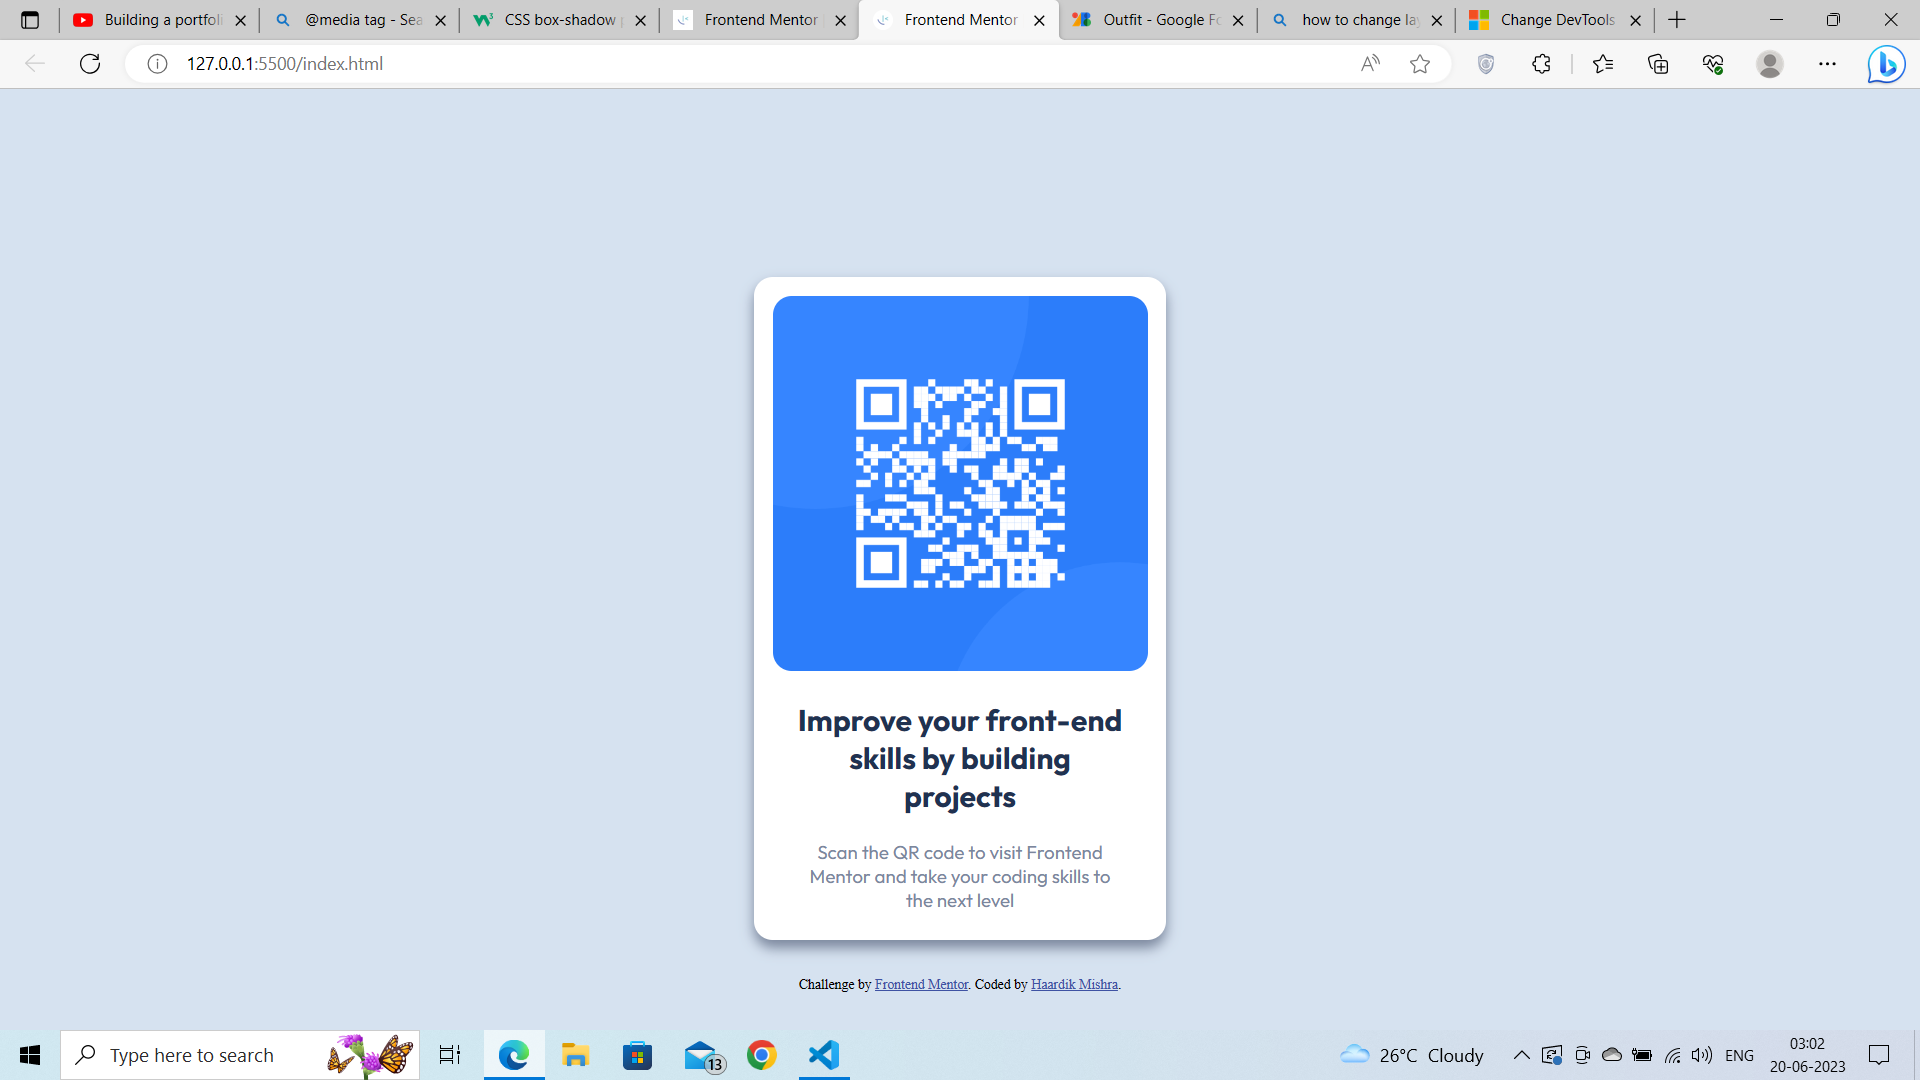 Building a portfoli
@media tag - Sea
CSS box-shadow p
Frontend Mentor
Frontend Mentor
Outfit - Google Fo
how to change lay
Change DevTools
127.0.0.1:5500/index.html
Improve your front-end
skills by building
projects
Scan the QR code to visit Frontend
Mentor and take your coding skills to
the next level
Challenge by Frontend Mentor. Coded by Haardik Mishra.
Type here to search
13
26°C Cloudy
ENG
03:02
20-06-2023